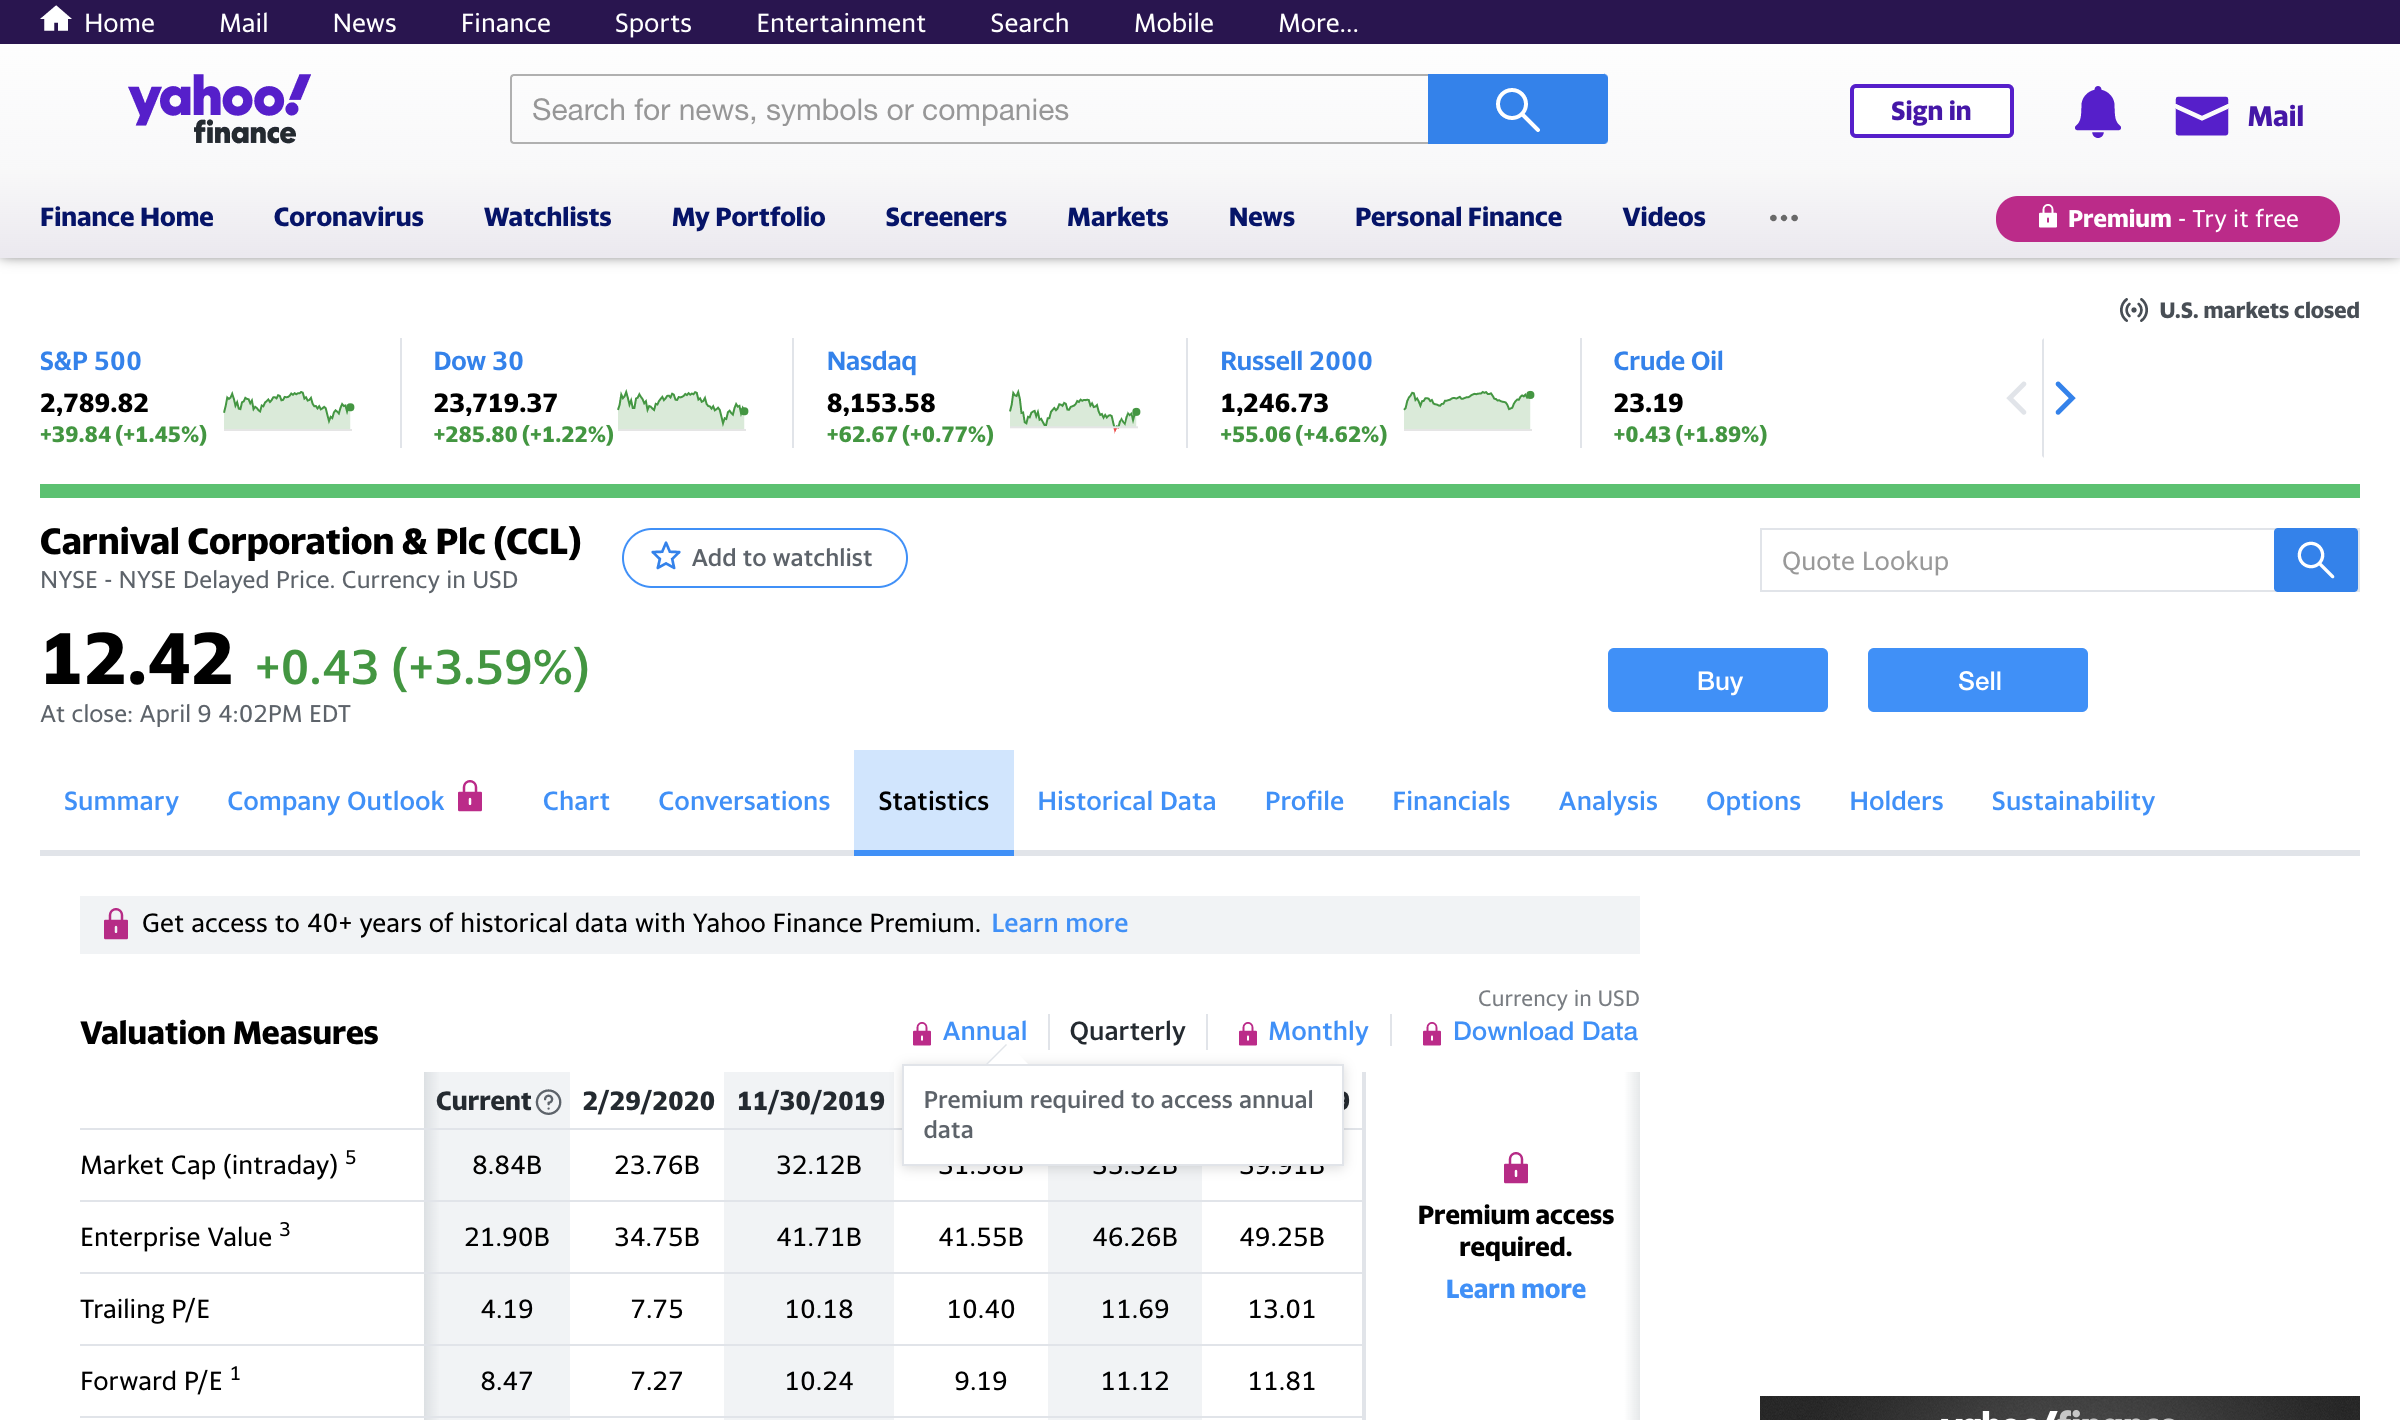 Home Mail News Finance Sports Entertainment Search Mobile More...
yahoo!
finance
Search for news, symbols or companies
Sign in
Mail
Finance Home Coronavirus Watchlists My Portfolio Screeners Markets News Personal Finance Videos ...
Premium - Try it free
U.S. markets closed
S&P 500
2,789.82
+39.84 (+1.45%)
Dow 30
23,719.37
+285.80 (+1.22%)
Nasdaq
8,153.58
+62.67 (+0.77%)
Russell 2000
1,246.73
+55.06 (+4.62%)
Crude Oil
23.19
+0.43 (+1.89%)
Carnival Corporation & Plc (CCL)
NYSE - NYSE Delayed Price. Currency in USD
Add to watchlist
Quote Lookup
12.42 +0.43 (+3.59%)
At close: April 9 4:02PM EDT
Buy
Sell
Summary Company Outlook Chart Conversations Statistics Historical Data Profile Financials Analysis Options Holders Sustainability
Get access to 40+ years of historical data with Yahoo Finance Premium. Learn more
Currency in USD
Valuation Measures
Annual Quarterly Monthly Download Data
Premium required to access annual
data
Current 2/29/2020 11/30/2019
Market Cap (intraday) 5 8.84B 23.76B 32.12B
Enterprise Value 3 21.90B 34.75B 41.71B 41.55B 46.26B 49.25B
Trailing P/E 4.19 7.75 10.18 10.40 11.69 13.01
Forward P/E 1 8.47 7.27 10.24 9.19 11.12 11.81
Premium access
required.
Learn more